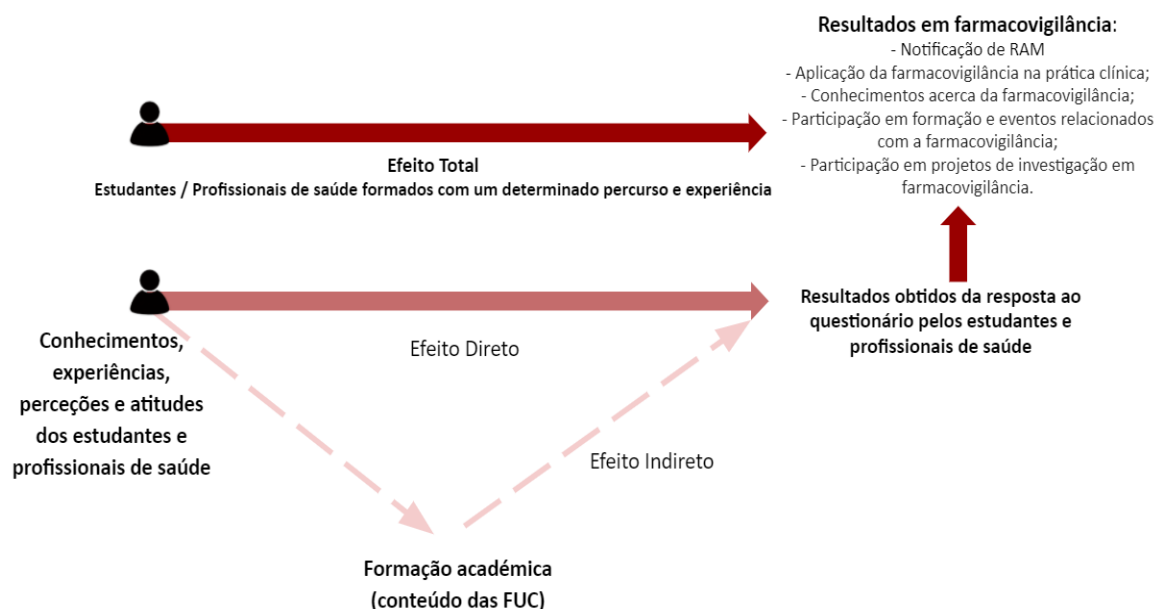 Resultados em farmacovigilância:
- Notificação de RAM
- Aplicação da farmacovigilância na prática clínica;
- Conhecimentos acerca da farmacovigilância;
- Participação em formação e eventos relacionados
com a farmacovigilância;
- Participação em projetos de investigação em
farmacovigilância.
Efeito Total
Estudantes / Profissionais de saúde formados com um determinado percurso e experiência
Conhecimentos,
experiências,
perceções e atitudes
dos estudantes e
profissionais de saúde
Efeito Direto
Resultados obtidos da resposta ao
questionário pelos estudantes e
profissionais de saúde
Efeito Indireto
Formação académica
(conteúdo das FUC)